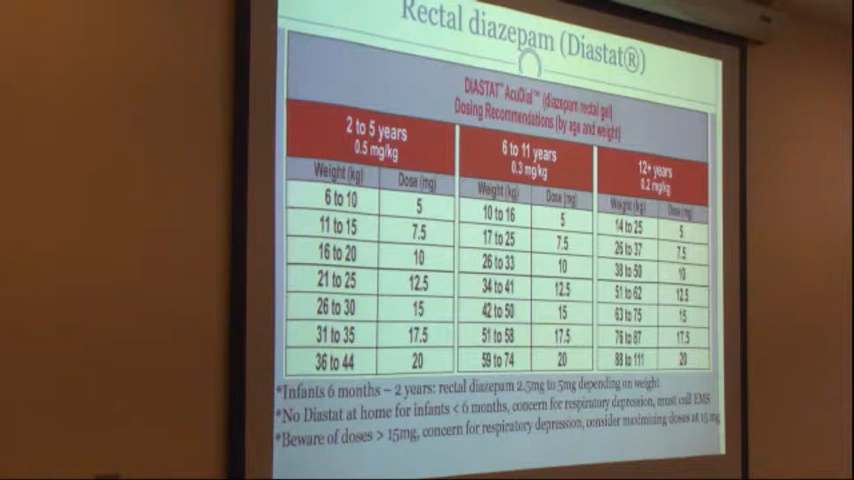 Rectal diazepam (Diastat®)
DIASTAT™ AcuDial™ (diazepam rectal gel)
Dosing Recommendations (by age and weight)
2 to 5 years
0.5 mg/kg
6 to 11 years
0.3 mg/kg
12+ years
0.2 mg/kg
Weight (kg) Dose (mg) Weight (kg) Dose (mg) Weight (kg) Dose (mg)
6 to 10 5 10 to 16 5 14 to 25 5
11 to 15 7.5 17 to 25 7.5 26 to 37 7.5
16 to 20 10 26 to 33 10 38 to 50 10
21 to 25 12.5 34 to 41 12.5 51 to 62 12.5
26 to 30 15 42 to 50 15 63 to 75 15
31 to 35 17.5 51 to 58 17.5 76 to 87 17.5
36 to 44 20 59 to 74 20 88 to 111 20
*Infants 6 months – 2 years: rectal diazepam 2.5mg to 5mg depending on weight
*No Diastat at home for infants < 6 months, concern for respiratory depression, must call EMS
*Beware of doses > 15mg, concern for respiratory depression, consider maximizing doses at 15 mg